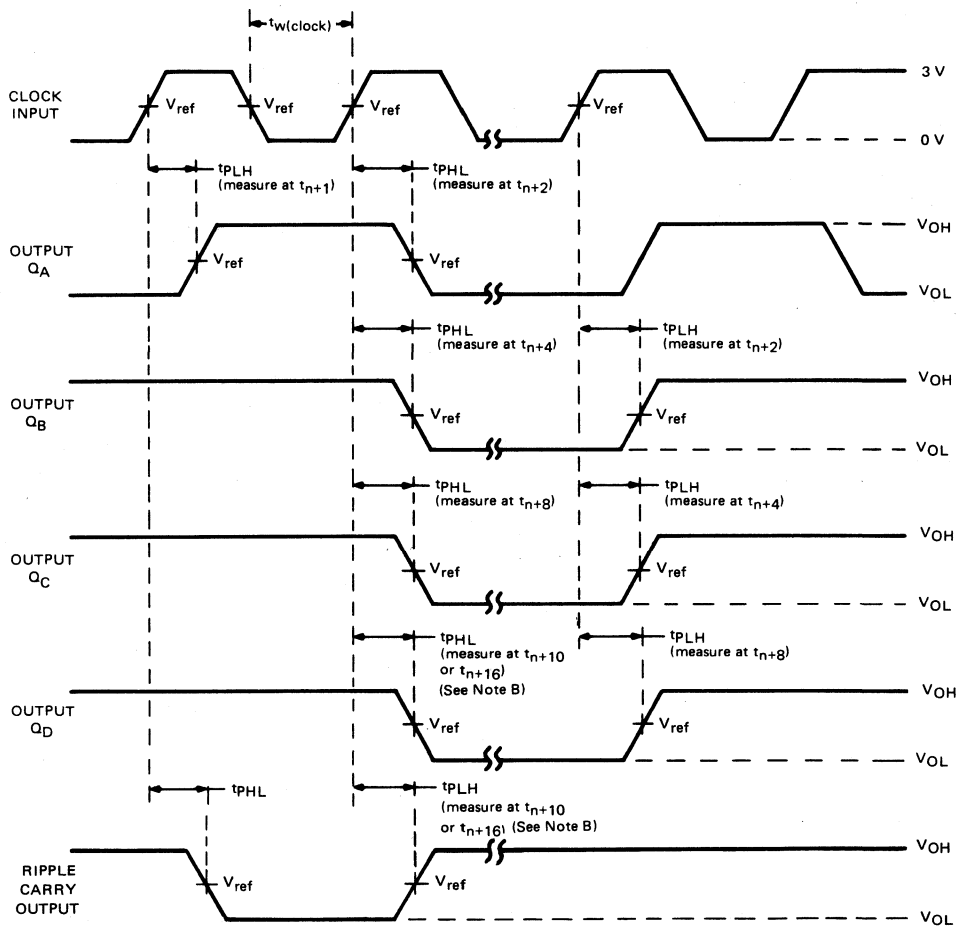 tw(clock)
CLOCK
INPUT
Vref
Vref
Vref
Vref
3 V
0 V
tPLH
(measure at tn+1)
tPHL
(measure at tn+2)
OUTPUT
QA
Vref
Vref
VOH
VOL
tPHL
(measure at tn+4)
tPLH
(measure at tn+2)
OUTPUT
QB
Vref
Vref
VOH
VOL
tPHL
(measure at tn+8)
tPLH
(measure at tn+4)
OUTPUT
QC
Vref
Vref
VOH
VOL
tPHL
(measure at tn+10
or tn+16)
(See Note B)
tPLH
(measure at tn+8)
OUTPUT
QD
Vref
Vref
VOH
VOL
tPHL
tPLH
(measure at tn+10
or tn+16) (See Note B)
RIPPLE
CARRY
OUTPUT
Vref
Vref
VOH
VOL